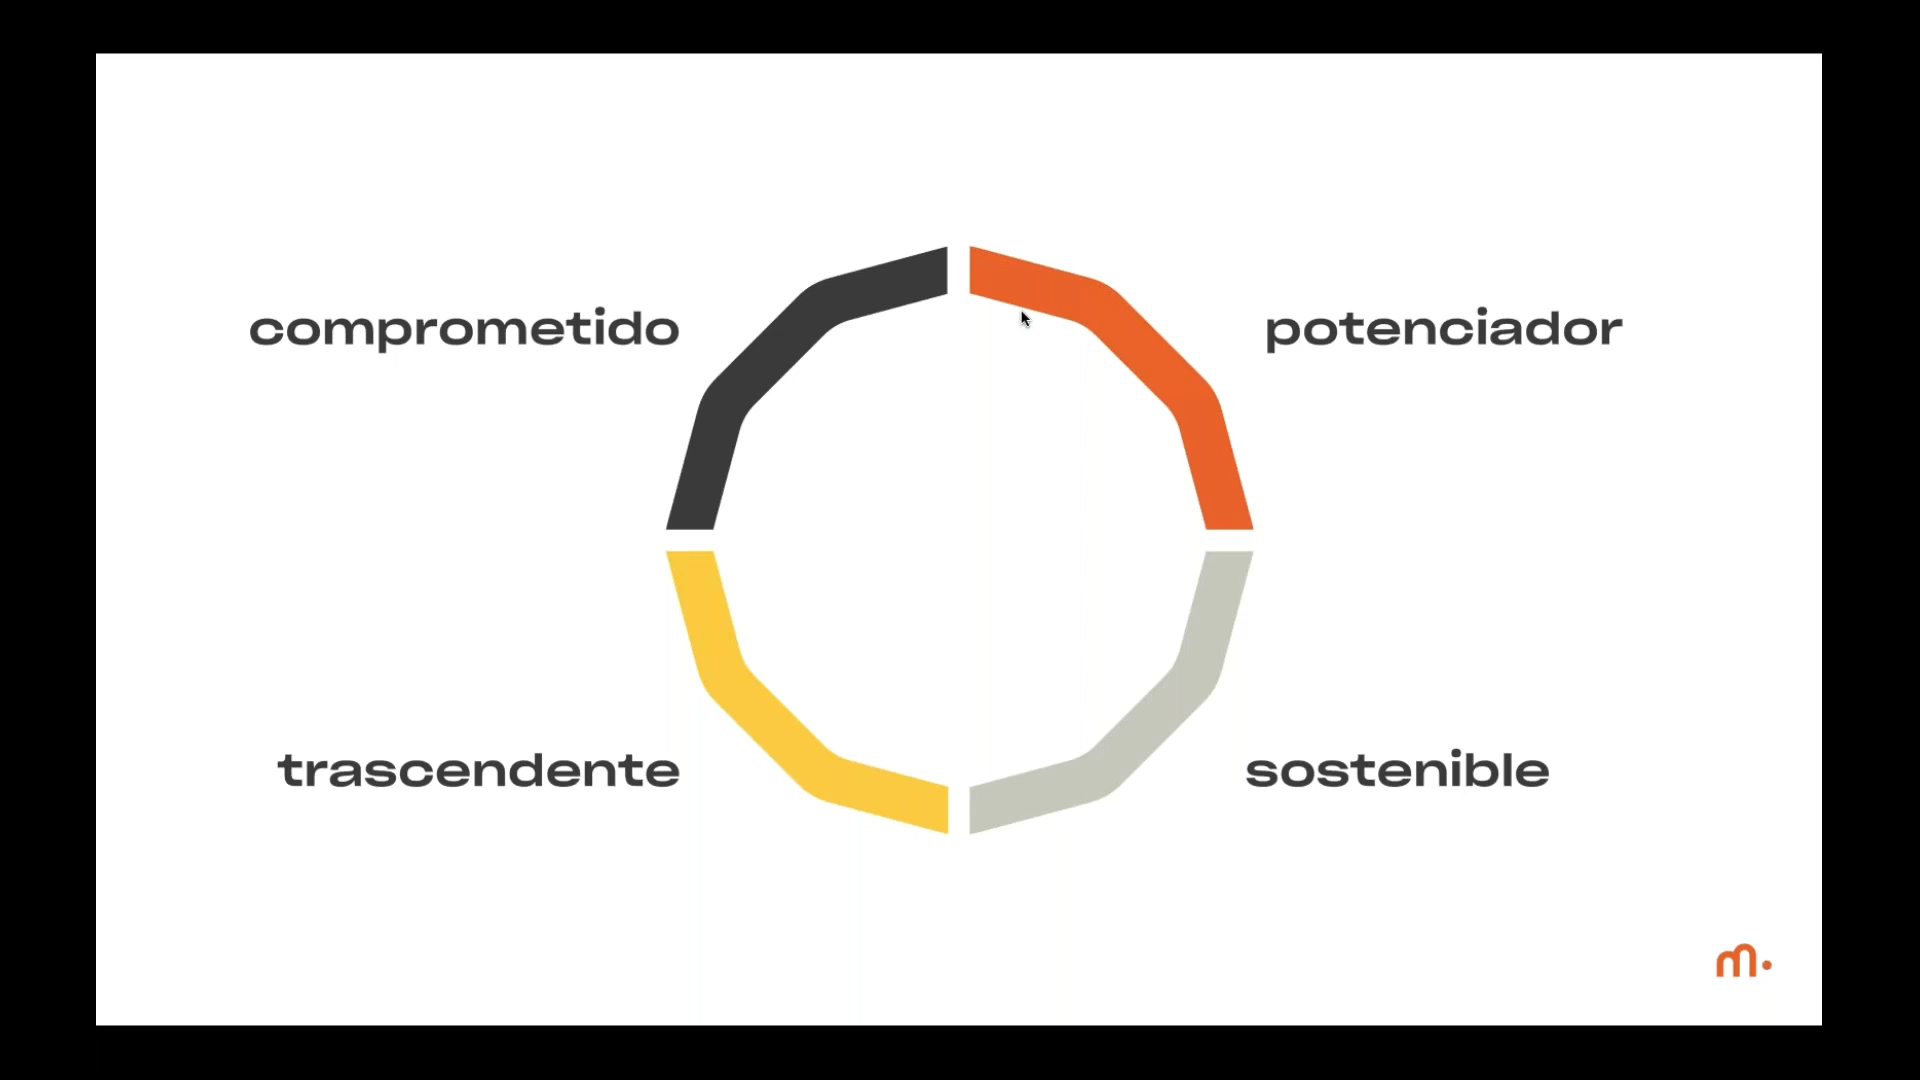 comprometido
potenciador
trascendente
sostenible
m.